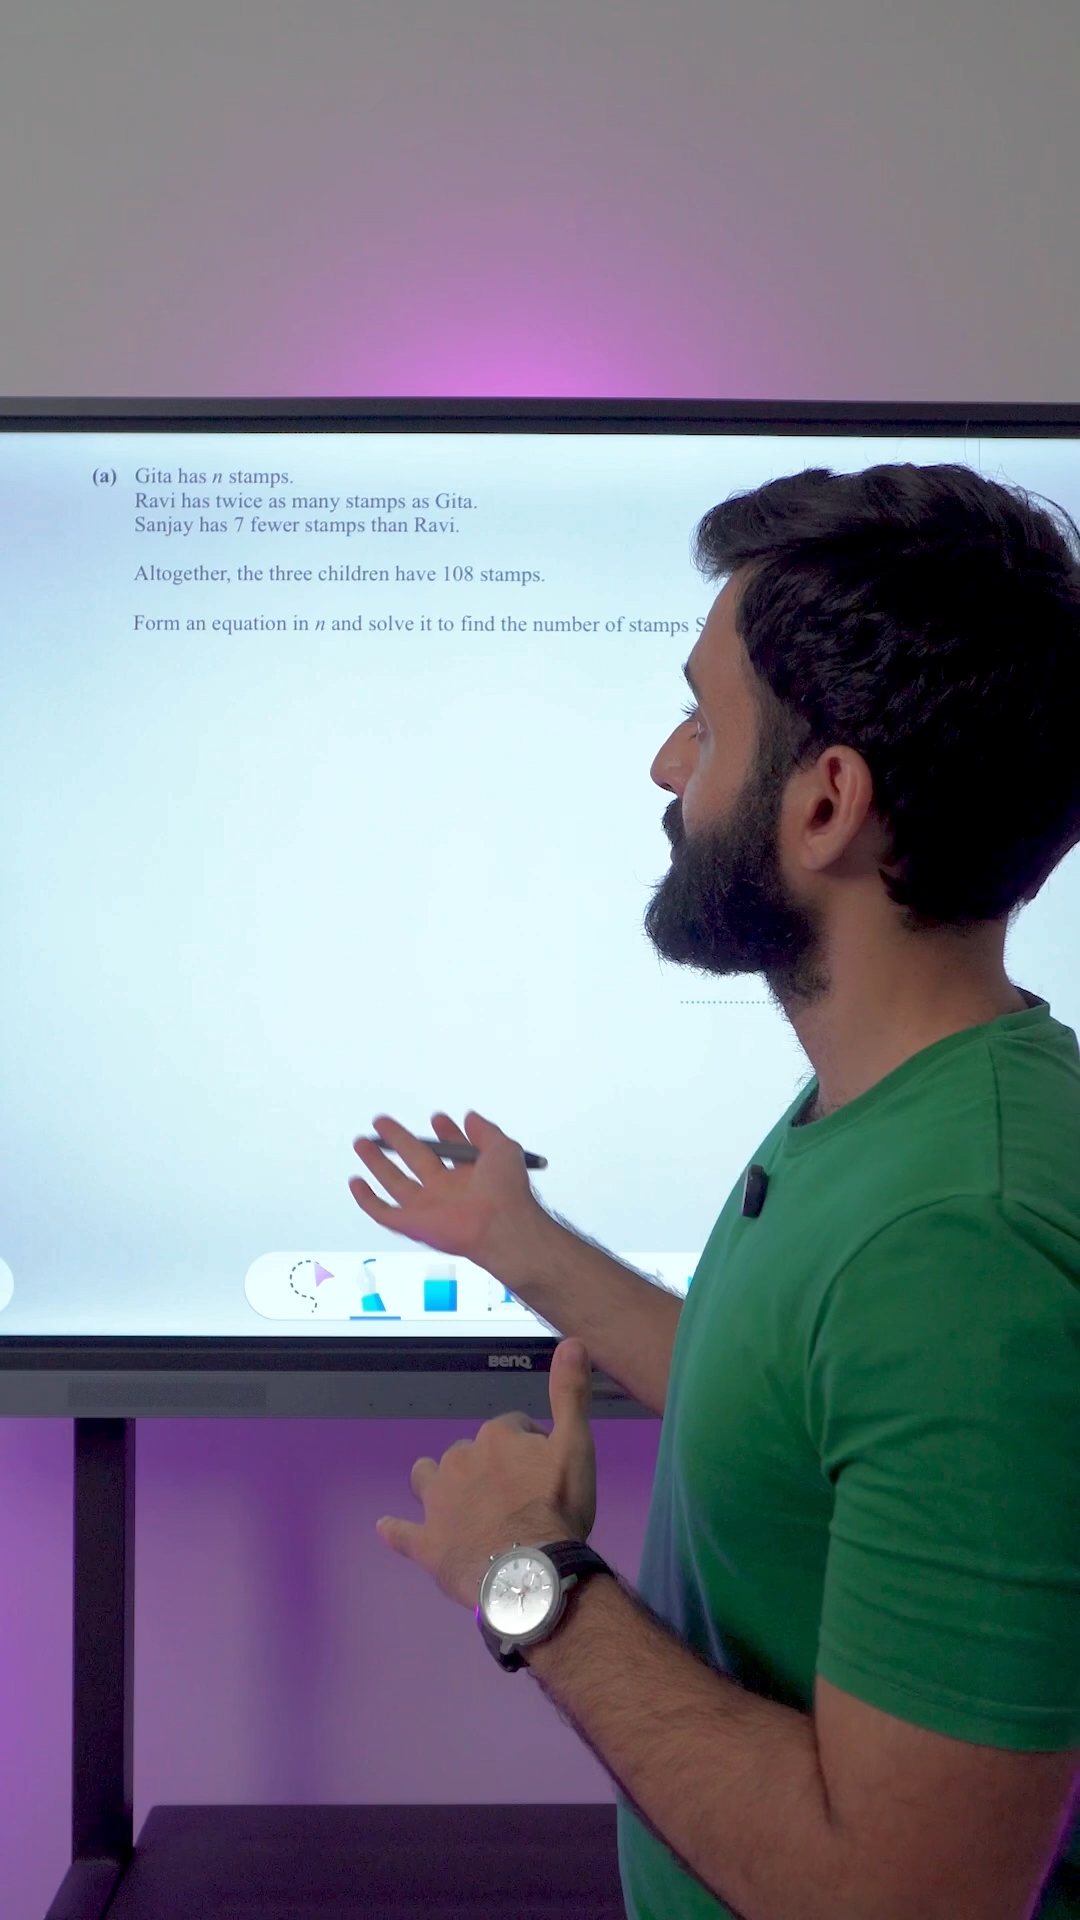 (a) Gita has n stamps.
Ravi has twice as many stamps as Gita.
Sanjay has 7 fewer stamps than Ravi.
Altogether, the three children have 108 stamps.
Form an equation in n and solve it to find the number of stamps
BenQ